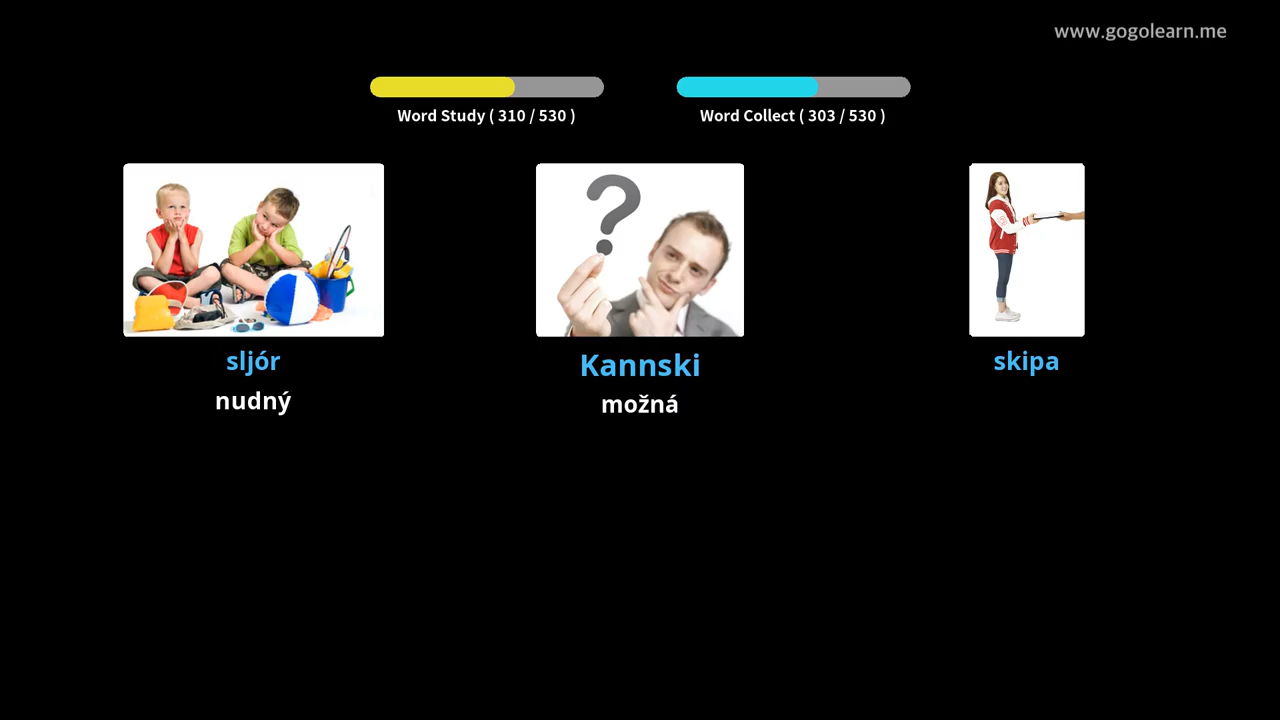 www.gogolearn.me
Word Study ( 310 / 530 )
Word Collect ( 303 / 530 )
sljór
nudný
Kannski
možná
skipa